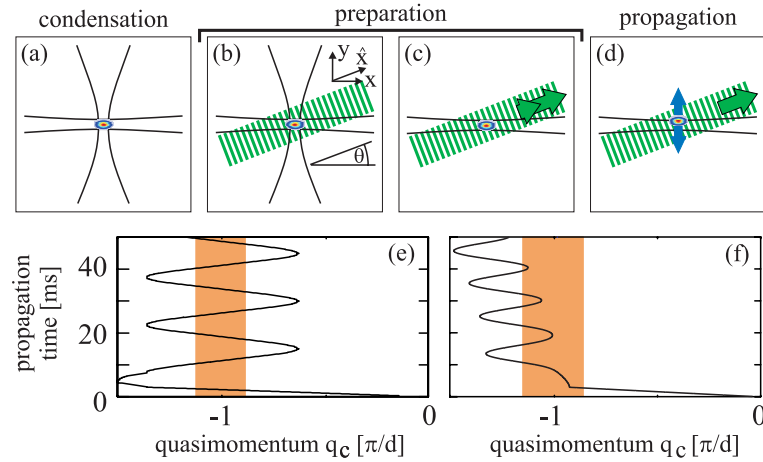 condensation preparation propagation
(a) (b) y x̂ x θ (c) (d)
40 (e) (f)
20
0
-1 0 -1 0
propagation
time [ms]
quasimomentum q_c [π/d] quasimomentum q_c [π/d]